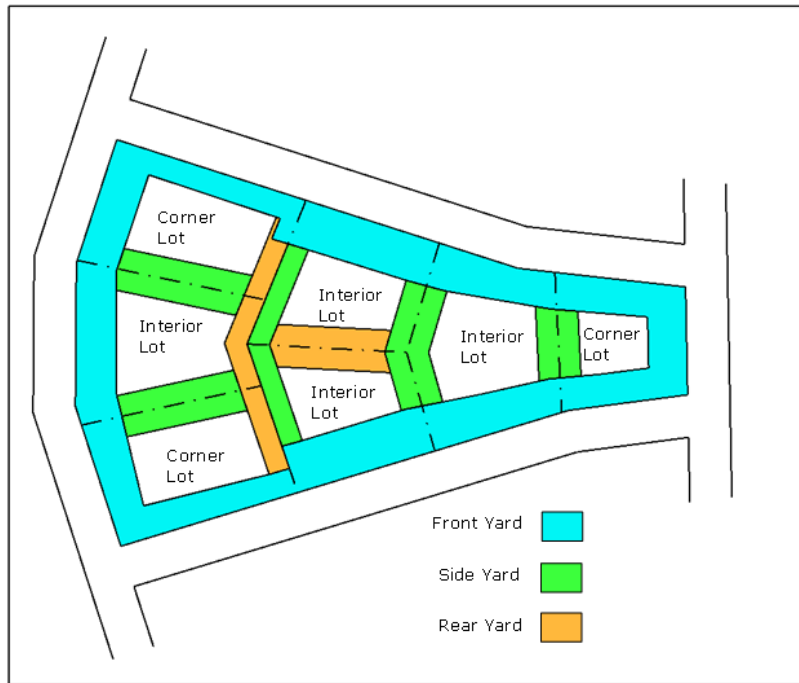 Corner
Lot
Interior
Lot
Interior
Lot
Interior
Lot
Corner
Lot
Interior
Lot
Corner
Lot
Front Yard
Side Yard
Rear Yard